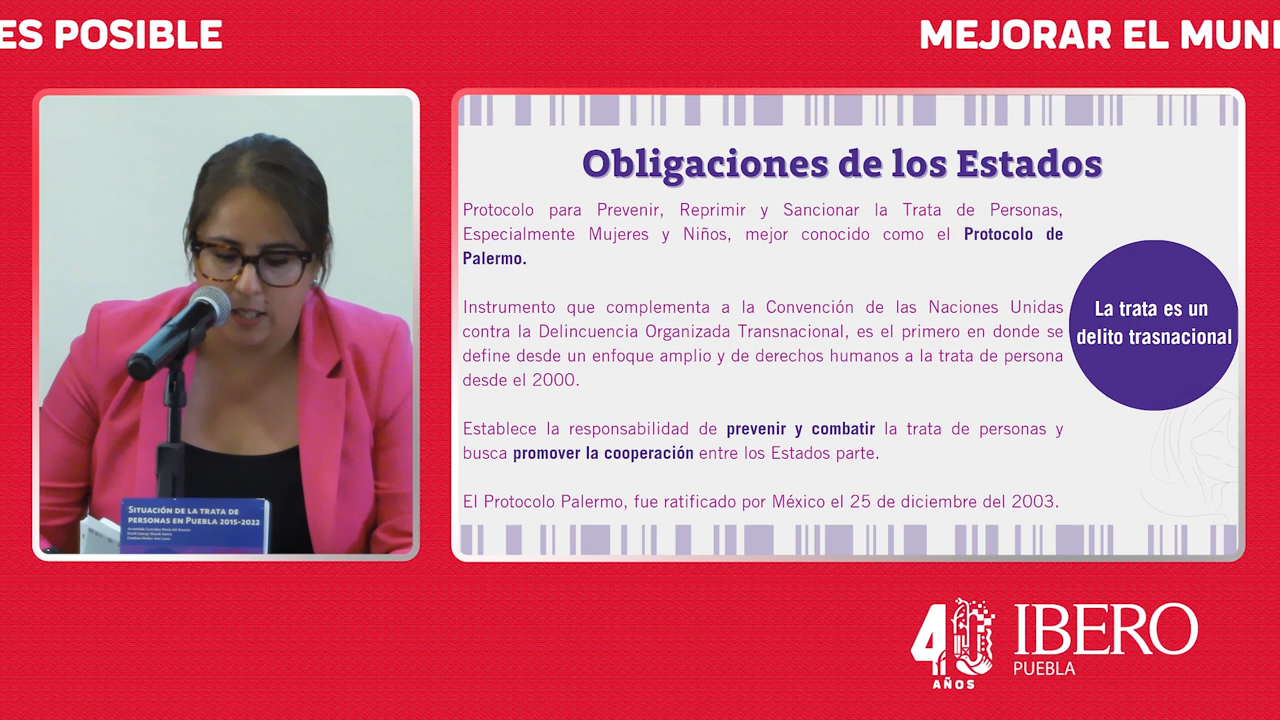 ES POSIBLE
MEJORAR EL MUN
Obligaciones de los Estados
Protocolo para Prevenir, Reprimir y Sancionar la Trata de Personas,
Especialmente Mujeres y Niños, mejor conocido como el Protocolo de
Palermo.
Instrumento que complementa a la Convención de las Naciones Unidas
contra la Delincuencia Organizada Transnacional, es el primero en donde se
define desde un enfoque amplio y de derechos humanos a la trata de persona
desde el 2000.
Establece la responsabilidad de prevenir y combatir la trata de personas y
busca promover la cooperación entre los Estados parte.
El Protocolo Palermo, fue ratificado por México el 25 de diciembre del 2003.
La trata es un
delito trasnacional
SITUACIÓN DE LA TRATA DE
PERSONAS EN PUEBLA 2015-2022
40
AÑOS
IBERO
PUEBLA